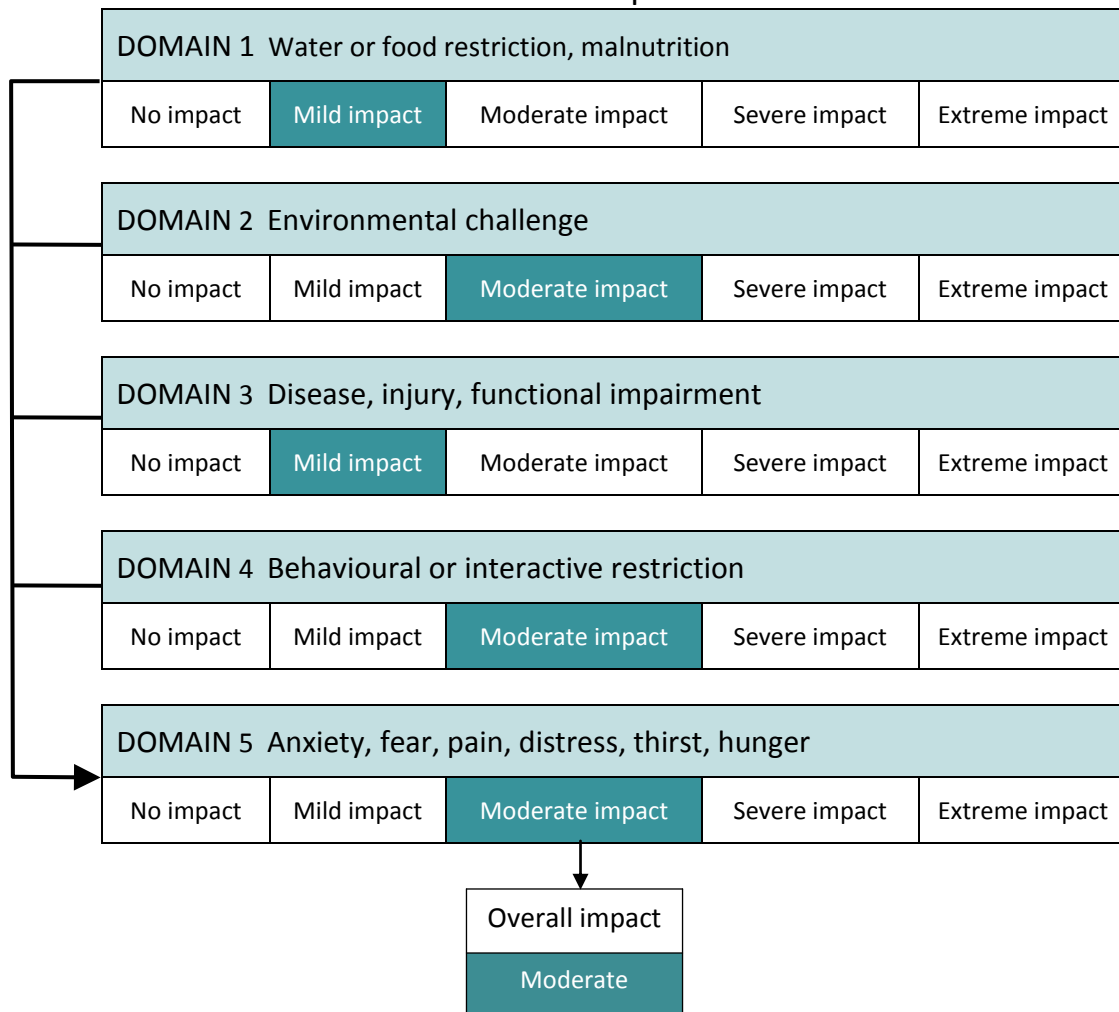 DOMAIN 1 Water or food restriction, malnutrition
No impact Mild impact Moderate impact Severe impact Extreme impact
DOMAIN 2 Environmental challenge
No impact Mild impact Moderate impact Severe impact Extreme impact
DOMAIN 3 Disease, injury, functional impairment
No impact Mild impact Moderate impact Severe impact Extreme impact
DOMAIN 4 Behavioural or interactive restriction
No impact Mild impact Moderate impact Severe impact Extreme impact
DOMAIN 5 Anxiety, fear, pain, distress, thirst, hunger
No impact Mild impact Moderate impact Severe impact Extreme impact
Overall impact
Moderate